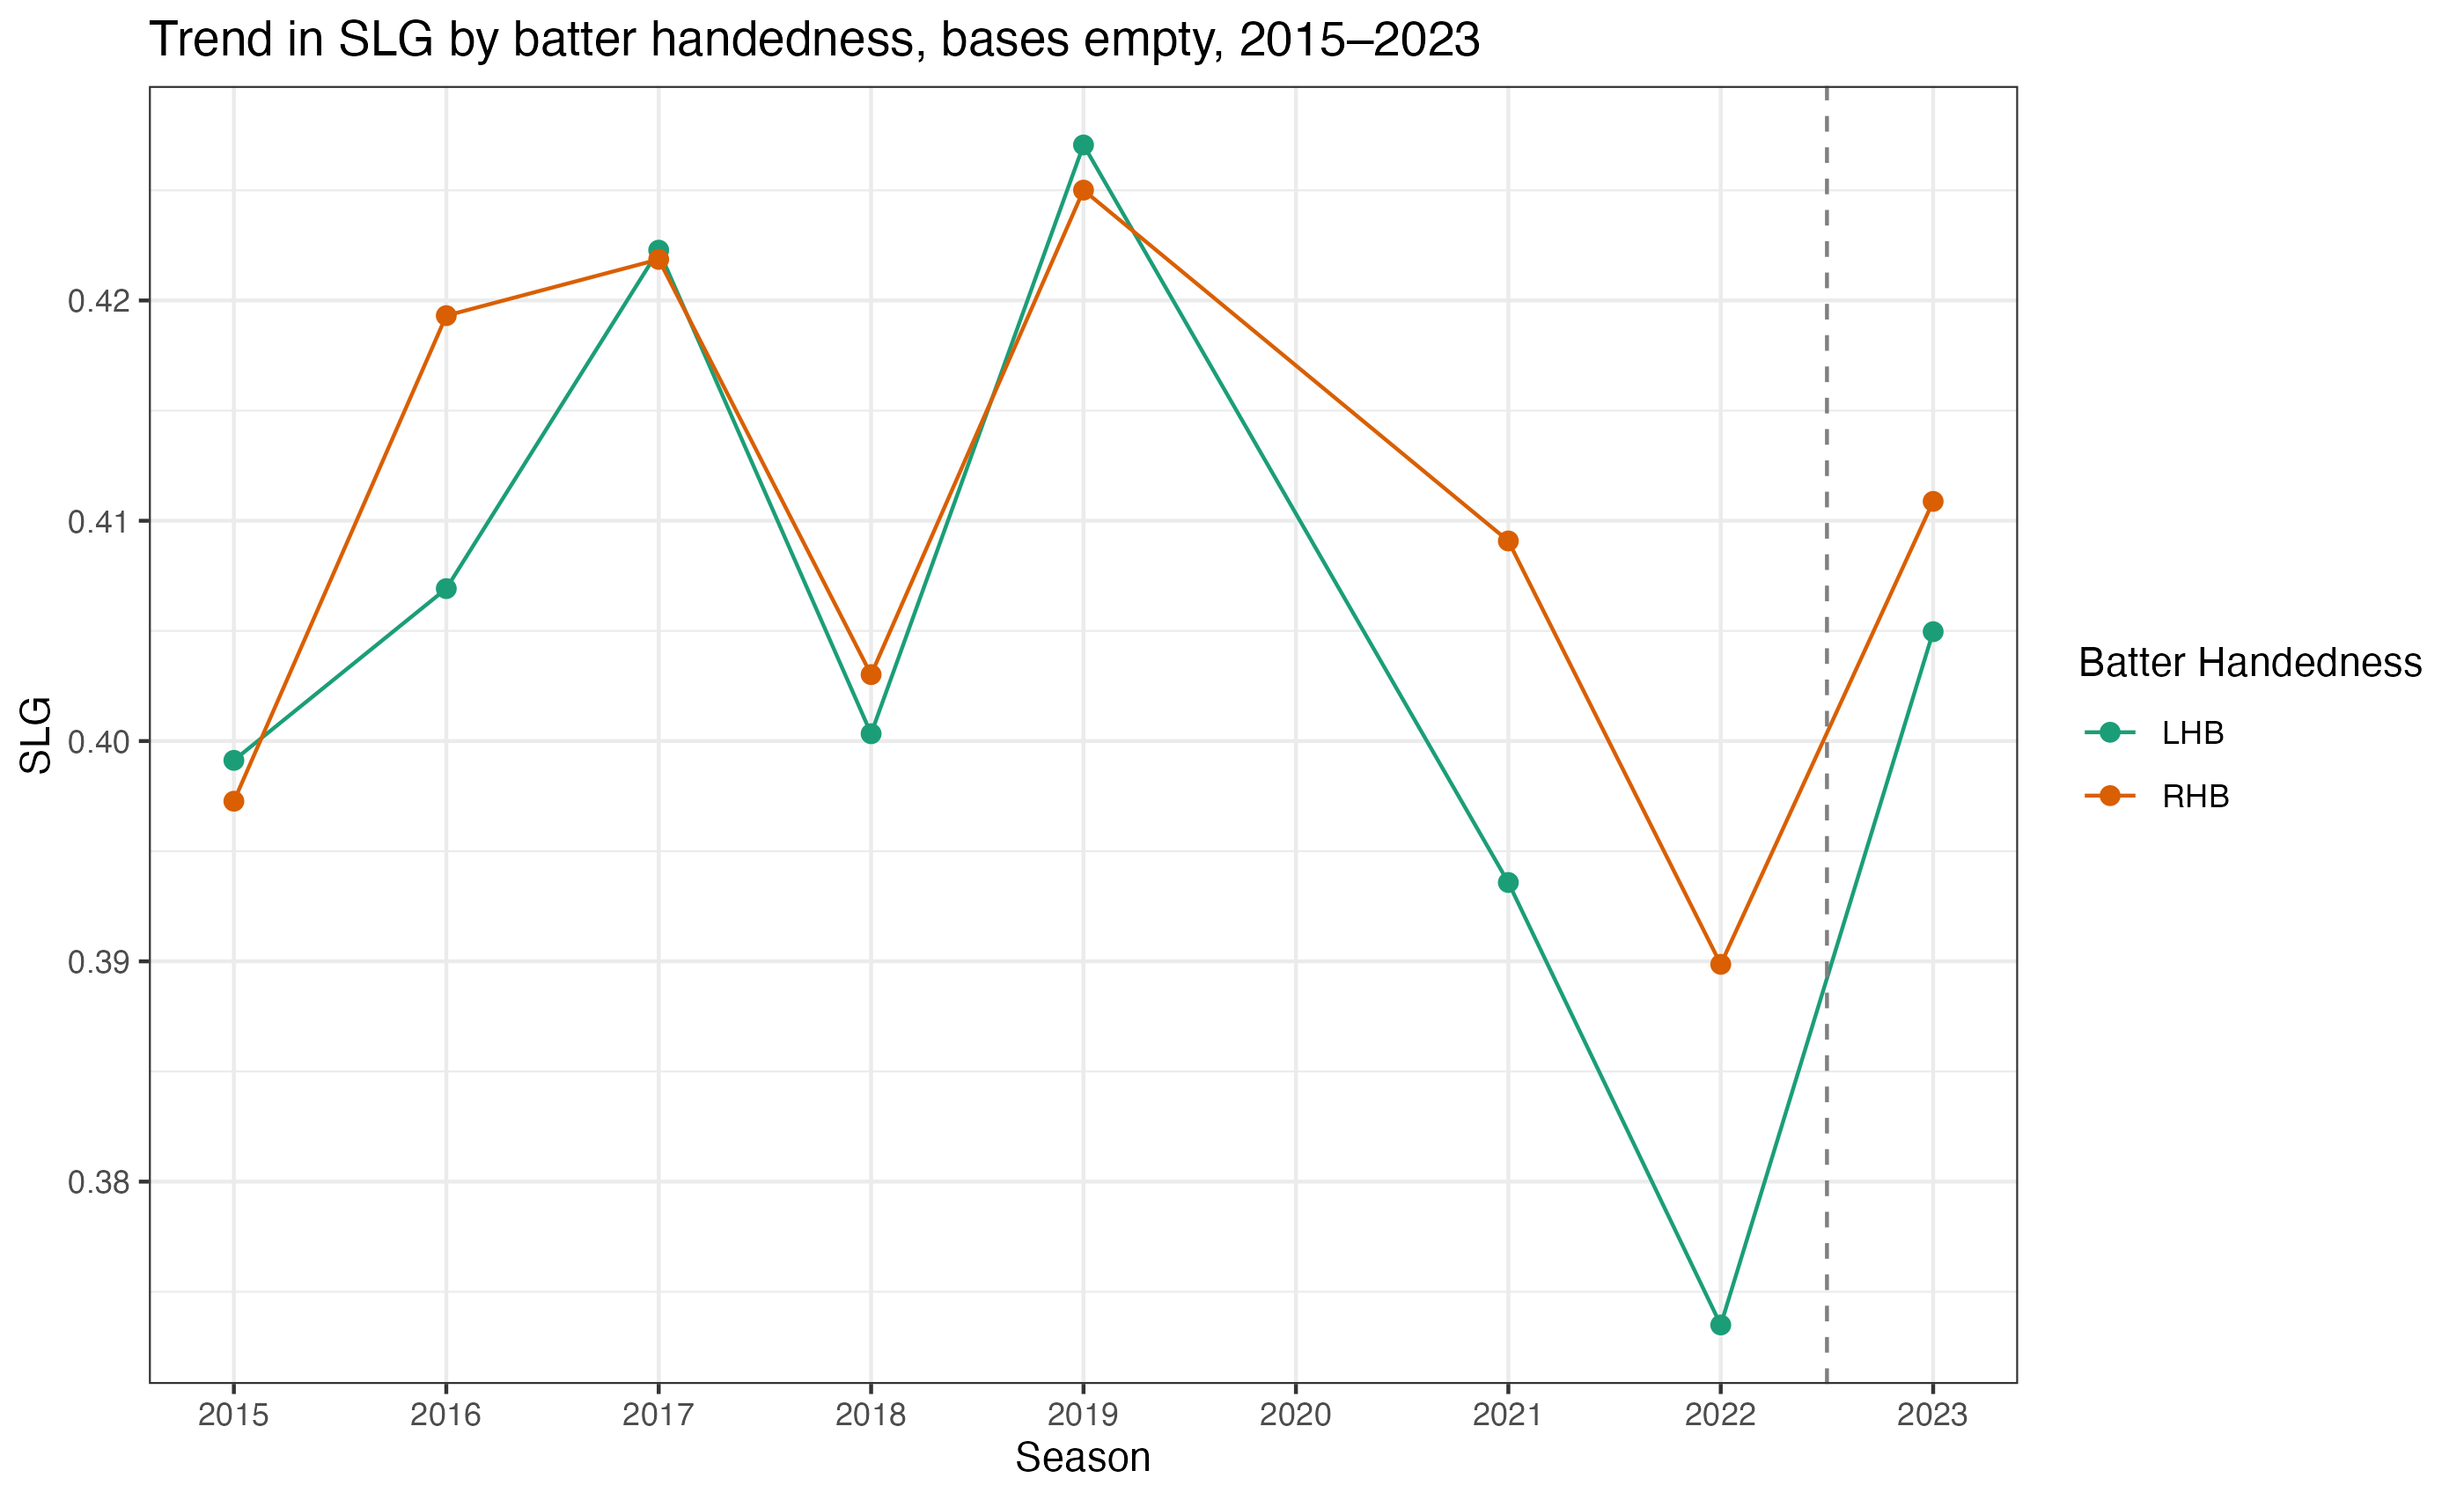 Trend in SLG by batter handedness, bases empty, 2015–2023
SLG
0.42
0.41
0.40
0.39
0.38
2015 2016 2017 2018 2019 2020 2021 2022 2023
Season
Batter Handedness
LHB
RHB